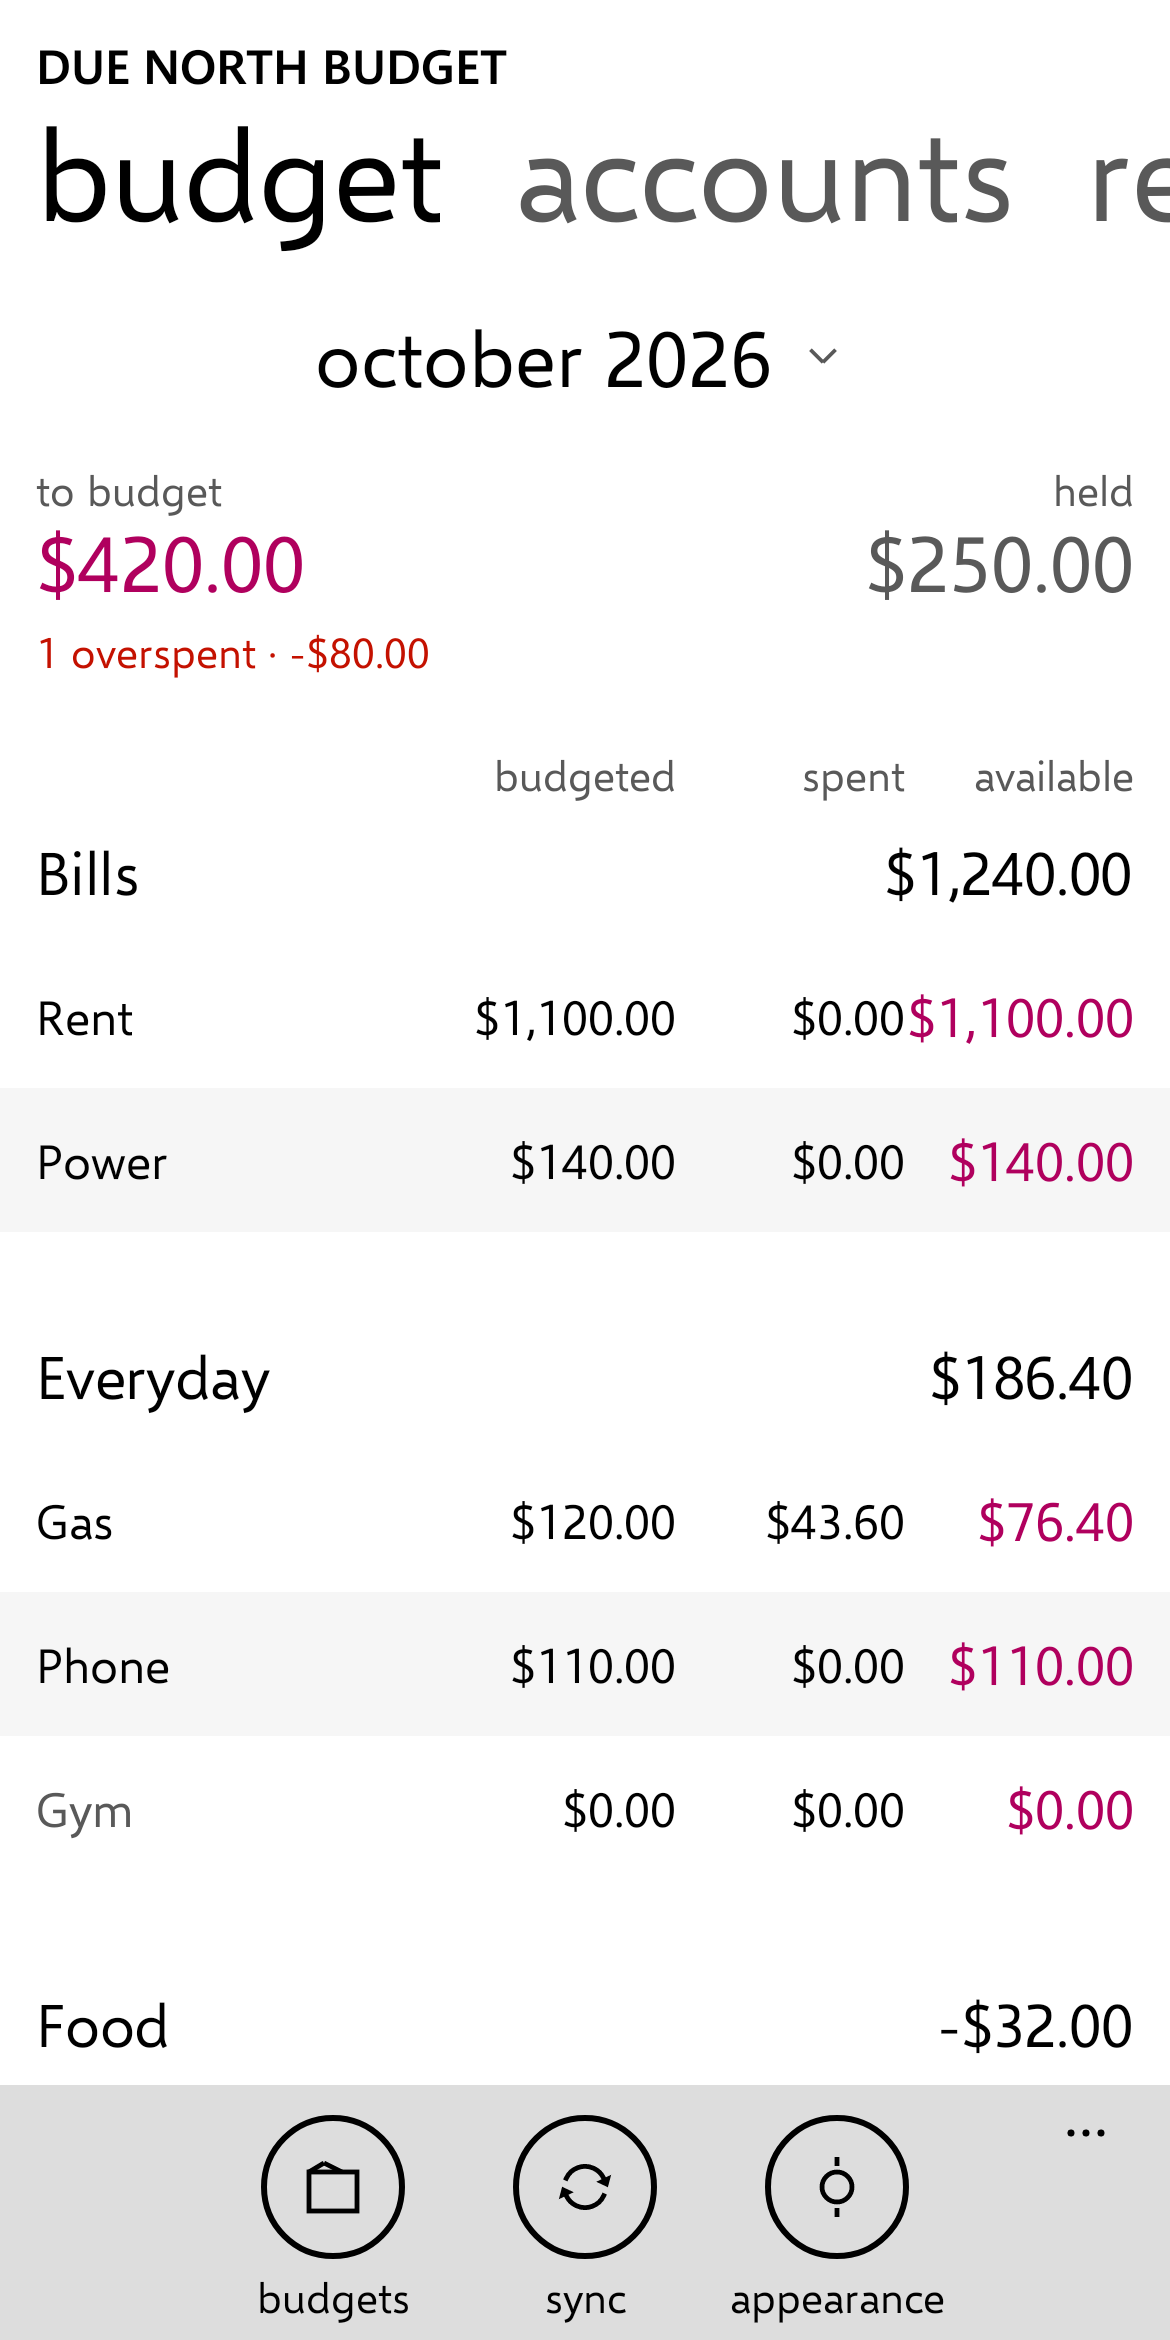 DUE NORTH BUDGET
budget accounts re
october 2026
to budget held
$420.00 $250.00
1 overspent · -$80.00
budgeted spent available
Bills $1,240.00
Rent $1,100.00 $0.00 $1,100.00
Power $140.00 $0.00 $140.00
Everyday $186.40
Gas $120.00 $43.60 $76.40
Phone $110.00 $0.00 $110.00
Gym $0.00 $0.00 $0.00
Food -$32.00
...
budgets sync appearance